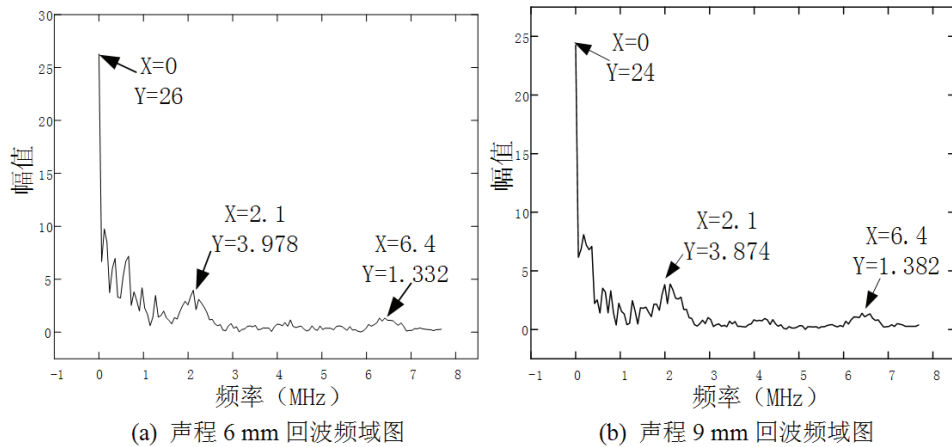 30
25
20
15
10
5
0
幅值
X=0
Y=26
X=2.1
Y=3.978
X=6.4
Y=1.332
-1 0 1 2 3 4 5 6 7 8
频率（MHz）
(a) 声程 6 mm 回波频域图
25
20
15
10
5
0
幅值
X=0
Y=24
X=2.1
Y=3.874
X=6.4
Y=1.382
-1 0 1 2 3 4 5 6 7 8
频率（MHz）
(b) 声程 9 mm 回波频域图